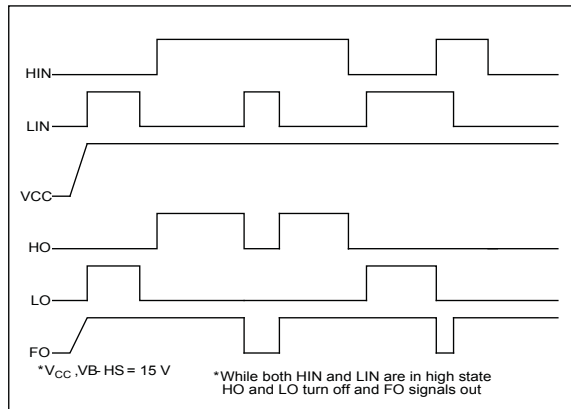 HIN
LIN
VCC
HO
LO
FO
*VCC ,VB- HS = 15 V
*While both HIN and LIN are in high state
HO and LO turn off and FO signals out